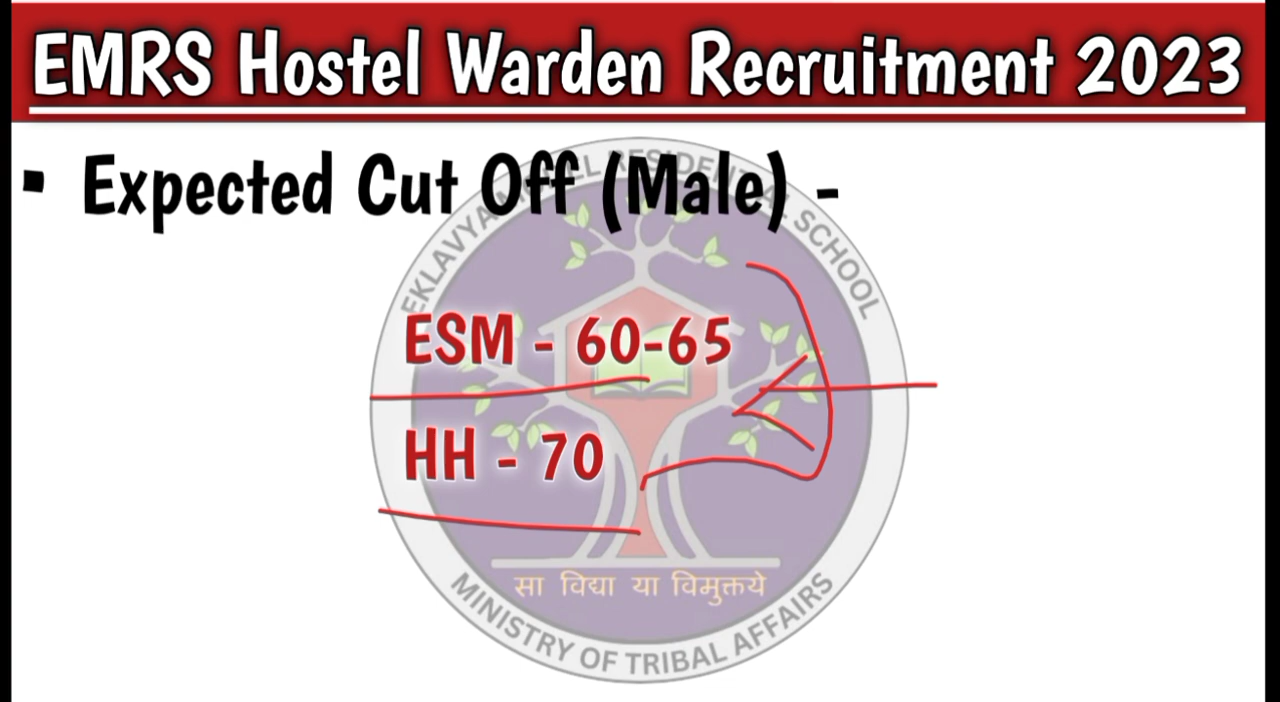 EMRS Hostel Warden Recruitment 2023
▪ Expected Cut Off (Male) -
EKLAVYA MODEL RESIDENTIAL SCHOOL
ESM - 60-65
HH - 70
सा विद्या या विमुक्तये
MINISTRY OF TRIBAL AFFAIRS